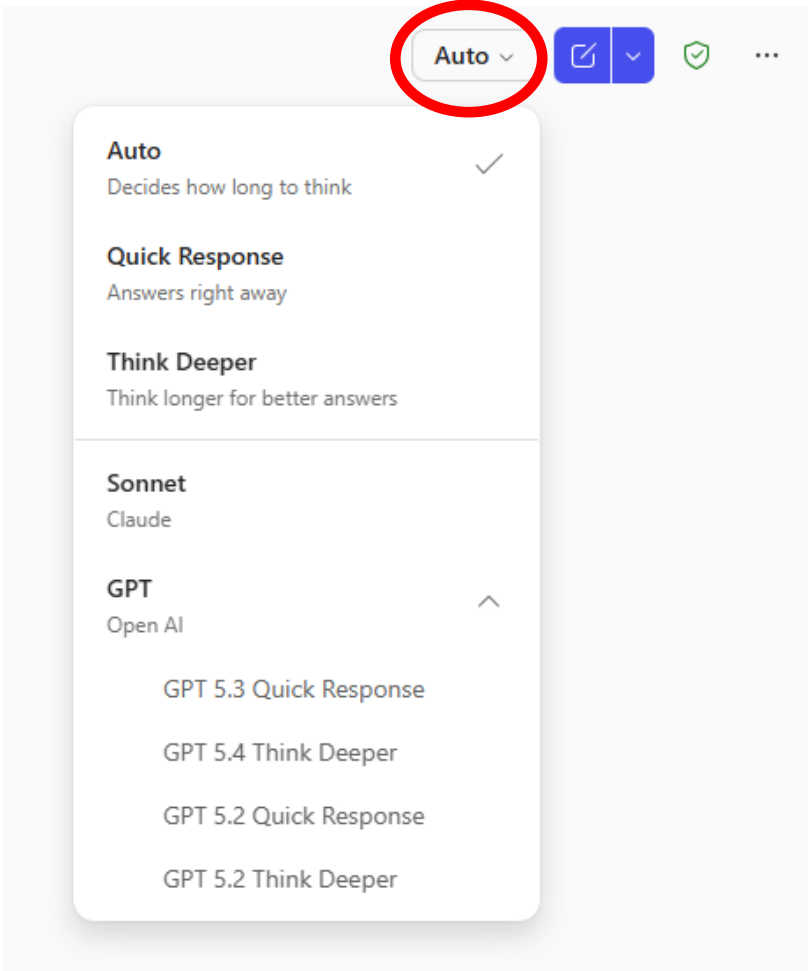 Auto
Auto
Decides how long to think
Quick Response
Answers right away
Think Deeper
Think longer for better answers
Sonnet
Claude
GPT
Open AI
GPT 5.3 Quick Response
GPT 5.4 Think Deeper
GPT 5.2 Quick Response
GPT 5.2 Think Deeper